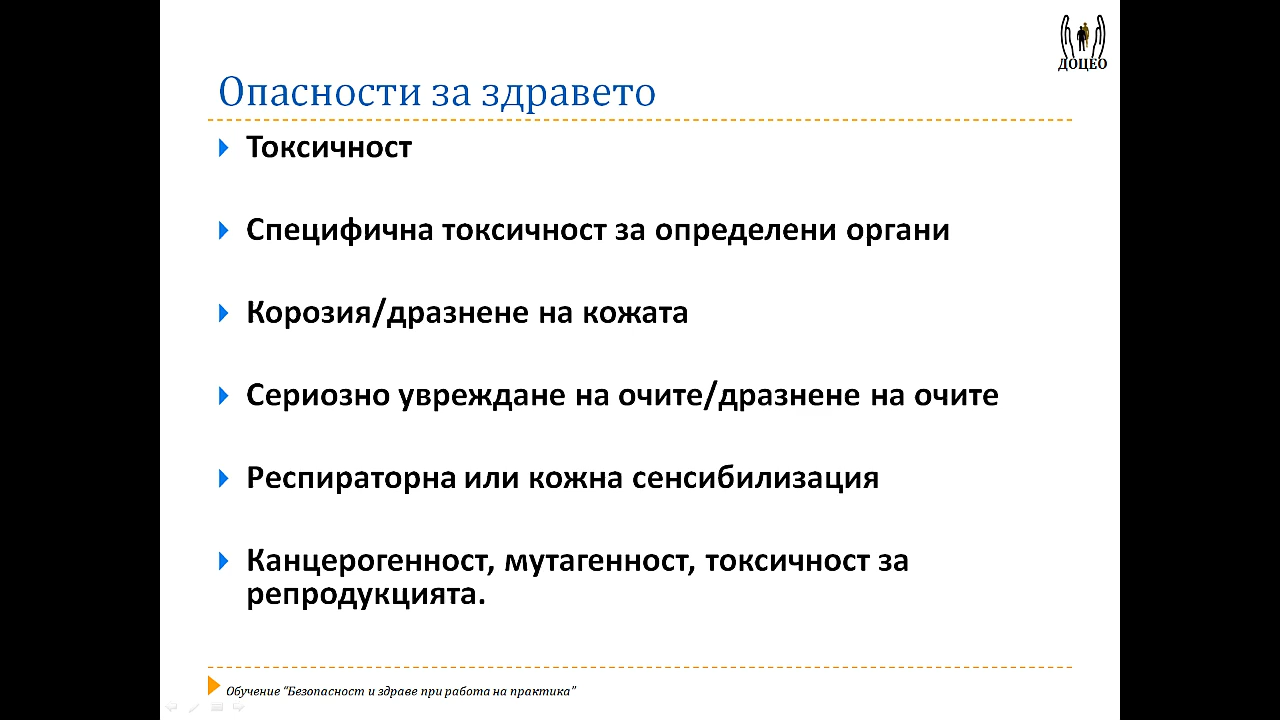 ДОЦЕО
Опасности за здравето
Токсичност
Специфична токсичност за определени органи
Корозия/дразнене на кожата
Сериозно увреждане на очите/дразнене на очите
Респираторна или кожна сенсибилизация
Канцерогенност, мутагенност, токсичност за
репродукцията.
Обучение “Безопасност и здраве при работа на практика”